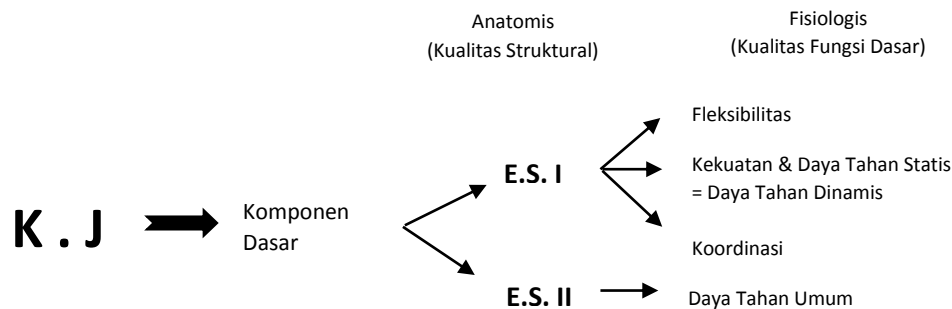 Anatomis
(Kualitas Struktural)
Fisiologis
(Kualitas Fungsi Dasar)
Fleksibilitas
E.S. I
Kekuatan & Daya Tahan Statis
= Daya Tahan Dinamis
K . J
Komponen
Dasar
Koordinasi
E.S. II
Daya Tahan Umum